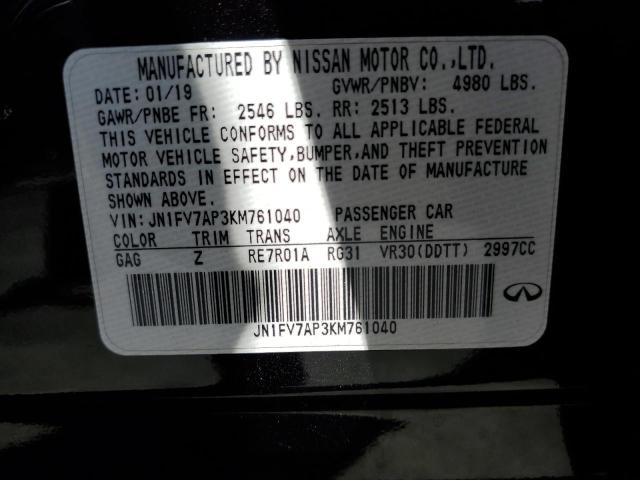 MANUFACTURED BY NISSAN MOTOR CO.,LTD.
DATE: 01/19 GVWR/PNBV: 4980 LBS.
GAWR/PNBE FR: 2546 LBS. RR: 2513 LBS.
THIS VEHICLE CONFORMS TO ALL APPLICABLE FEDERAL
MOTOR VEHICLE SAFETY,BUMPER,AND THEFT PREVENTION
STANDARDS IN EFFECT ON THE DATE OF MANUFACTURE
SHOWN ABOVE.
VIN: JN1FV7AP3KM761040 PASSENGER CAR
COLOR TRIM TRANS AXLE ENGINE
GAG Z RE7R01A RG31 VR30(DDTT) 2997CC
JN1FV7AP3KM761040